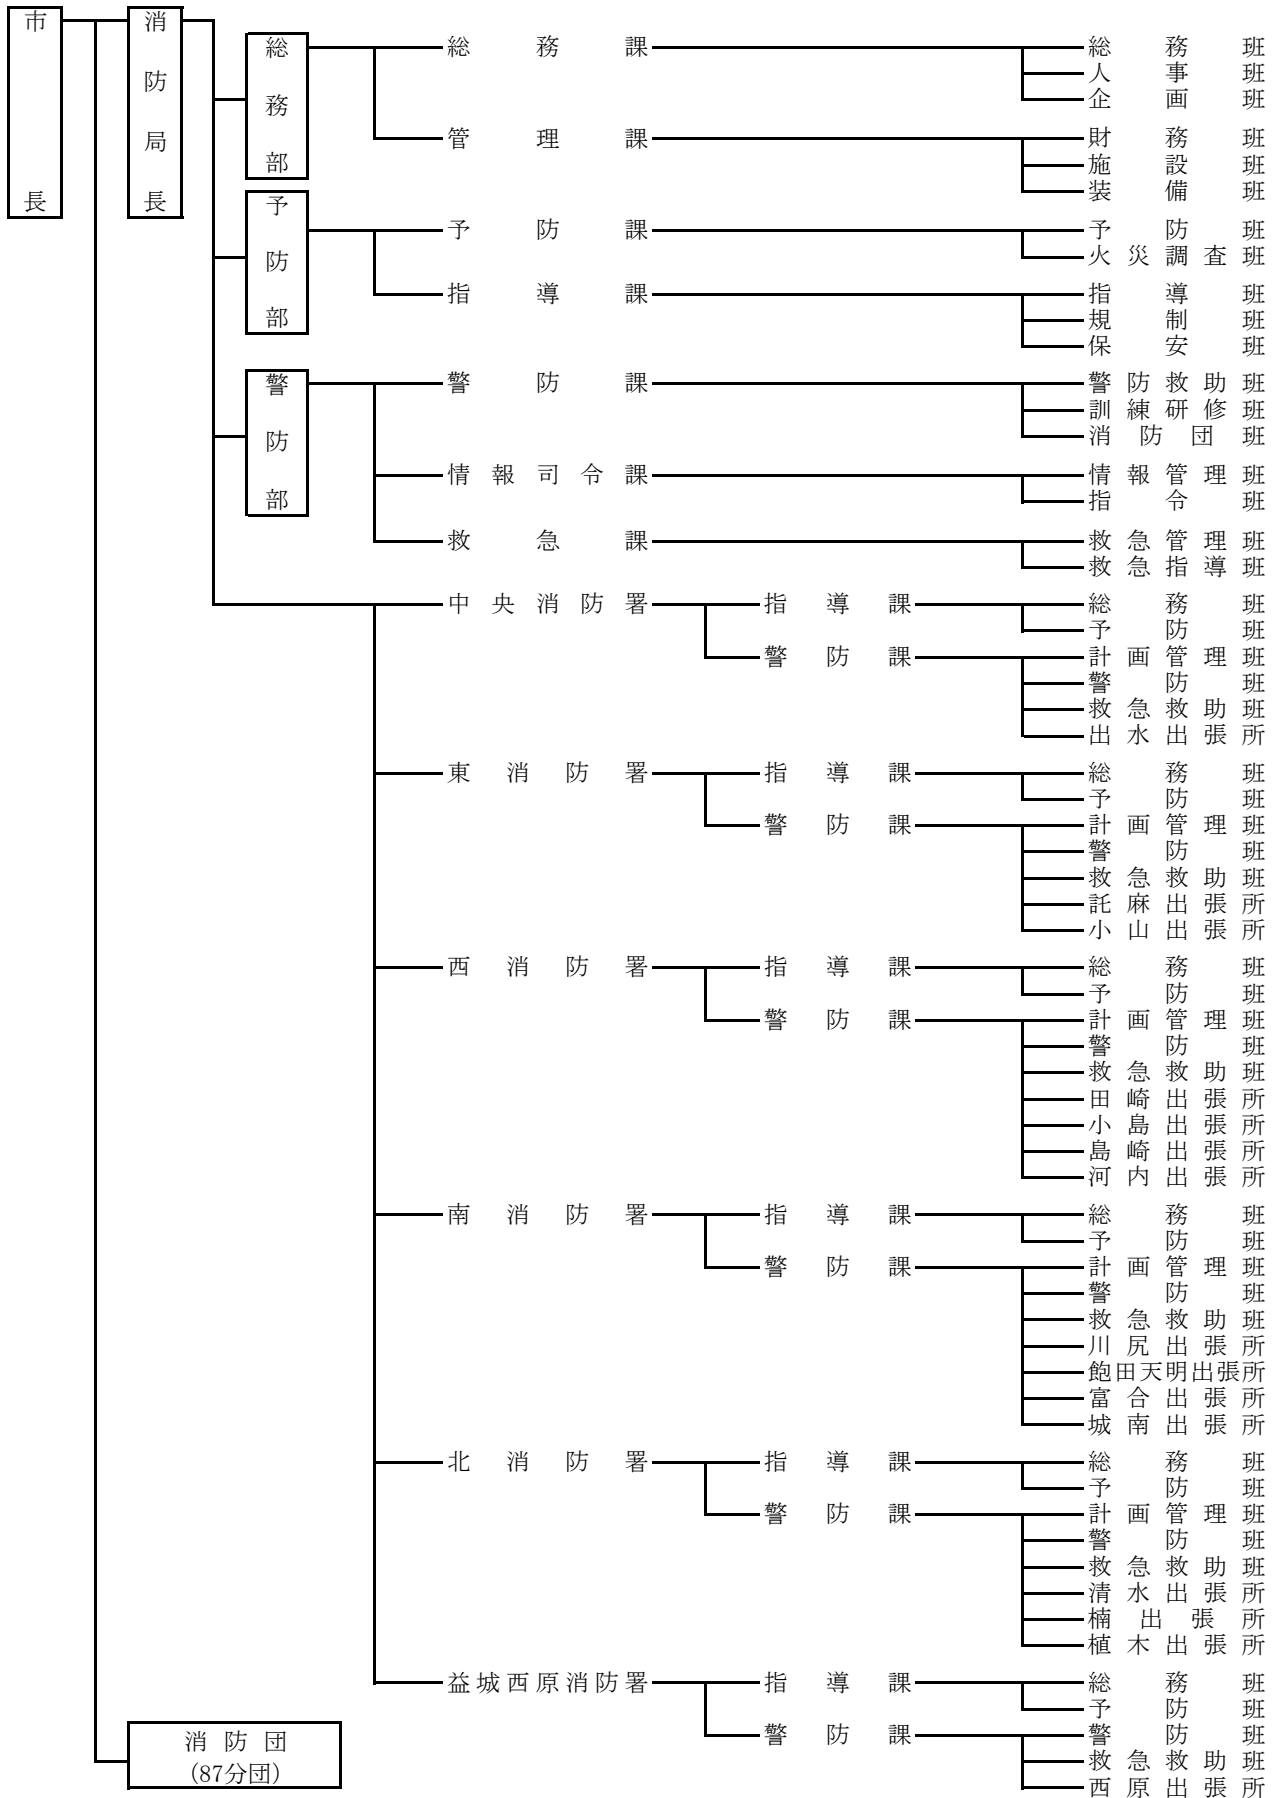 市長
消防局長
総務部
総務課
総務班
人事班
企画班
管理課
財務班
施設班
装備班
予防部
予防課
予防班
火災調査班
指導課
指導班
規制班
保安班
警防部
警防課
警防救助班
訓練研修班
消防団班
情報司令課
情報管理班
指令班
救急課
救急管理班
救急指導班
中央消防署
指導課
総務班
予防班
警防課
計画管理班
警防班
救急救助班
出水出張所
東消防署
指導課
総務班
予防班
警防課
計画管理班
警防班
救急救助班
託麻出張所
小山出張所
西消防署
指導課
総務班
予防班
警防課
計画管理班
警防班
救急救助班
田崎出張所
小島出張所
島崎出張所
河内出張所
南消防署
指導課
総務班
予防班
警防課
計画管理班
警防班
救急救助班
川尻出張所
飽田天明出張所
富合出張所
城南出張所
北消防署
指導課
総務班
予防班
警防課
計画管理班
警防班
救急救助班
清水出張所
楠出張所
植木出張所
益城西原消防署
指導課
総務班
予防班
警防課
警防班
救急救助班
西原出張所
消防団
(87分団)